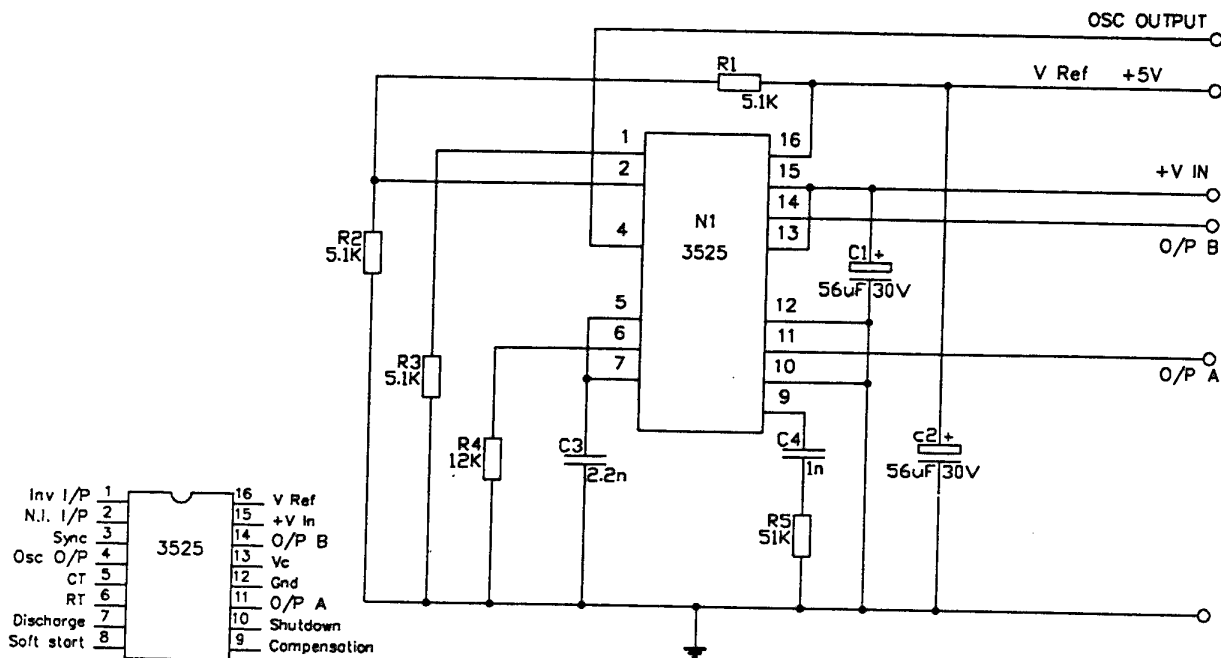 OSC OUTPUT
R1
5.1K
V Ref +5V
1
2
4
5
6
7
16
15
14
13
12
11
10
9
N1
3525
+V IN
O/P B
O/P A
R2
5.1K
R3
5.1K
R4
12K
C3
2.2n
C1 +
56uF 30V
C4
1n
R5
51K
c2 +
56uF 30V
Inv I/P 1
N.I. I/P 2
Sync 3
Osc O/P 4
CT 5
RT 6
Discharge 7
Soft start 8
3525
16 V Ref
15 +V In
14 O/P B
13 Vc
12 Gnd
11 O/P A
10 Shutdown
9 Compensation